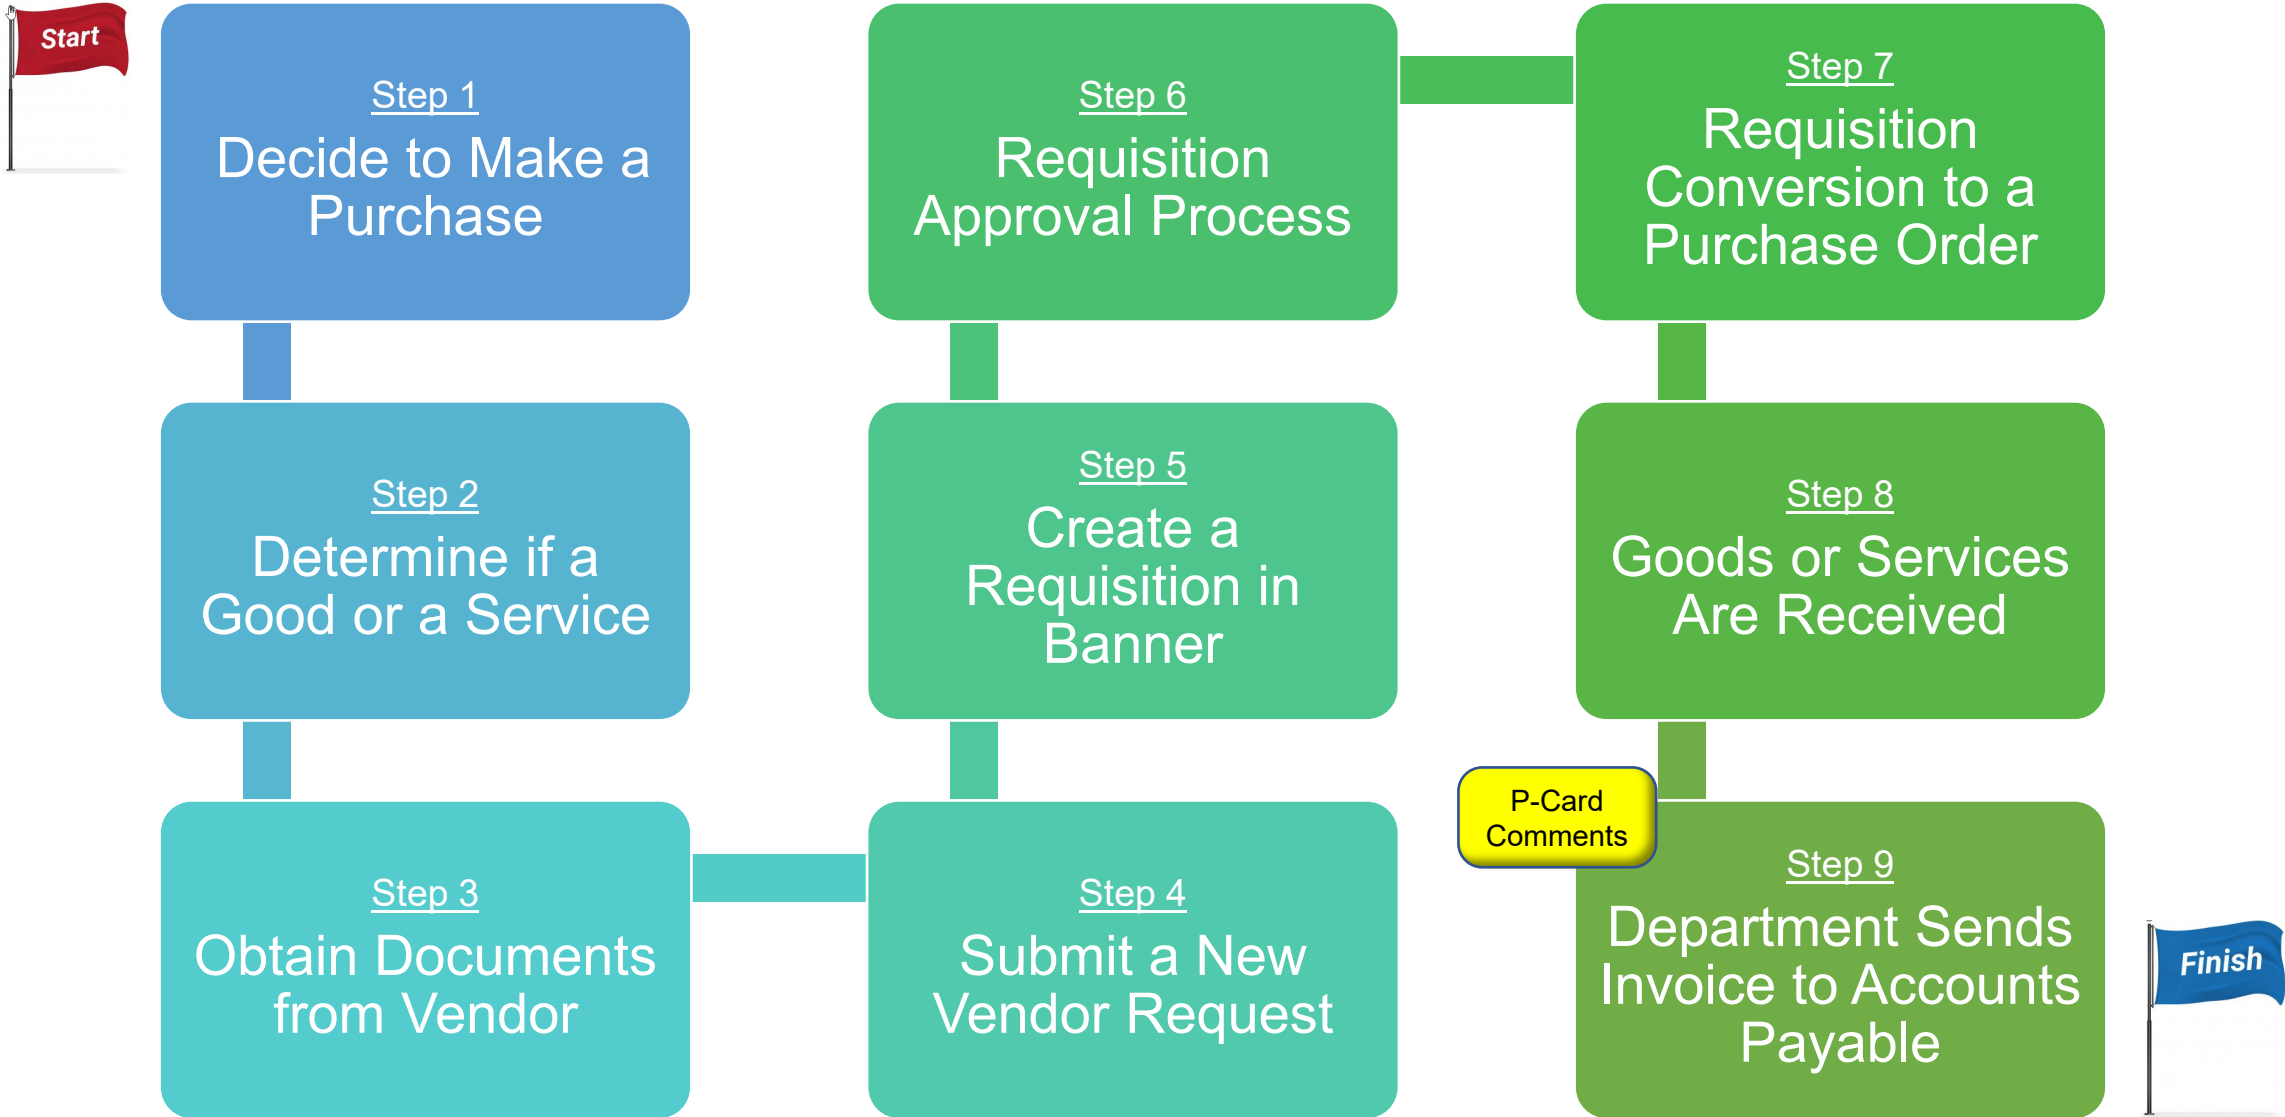 Start
Step 1
Decide to Make a
Purchase
Step 2
Determine if a
Good or a Service
Step 3
Obtain Documents
from Vendor
Step 4
Submit a New
Vendor Request
Step 5
Create a
Requisition in
Banner
Step 6
Requisition
Approval Process
Step 7
Requisition
Conversion to a
Purchase Order
Step 8
Goods or Services
Are Received
P-Card
Comments
Step 9
Department Sends
Invoice to Accounts
Payable
Finish